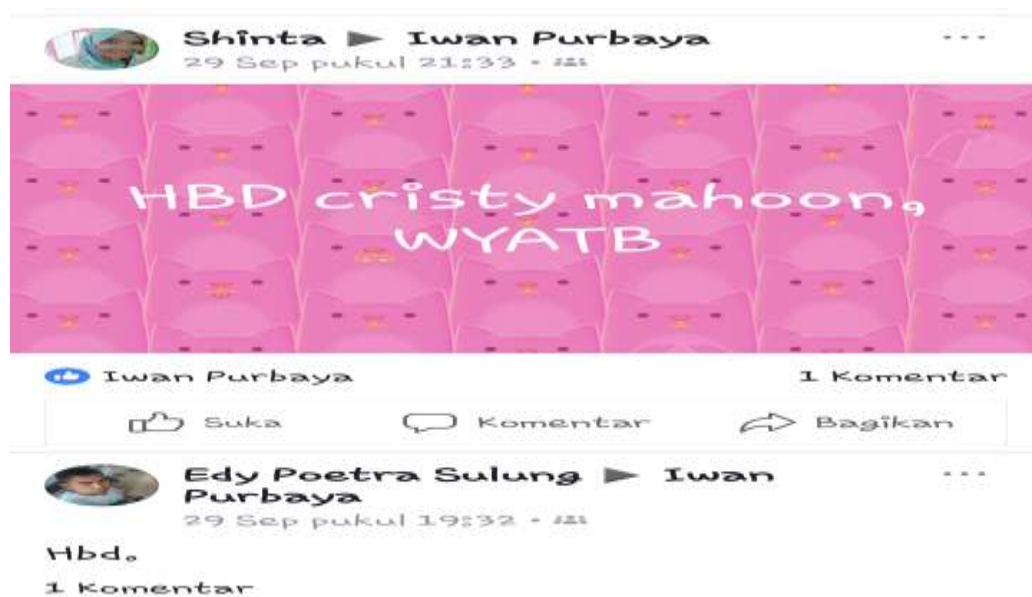 Shinta ▶ Iwan Purbaya
29 Sep pukul 21:33 •
HBD cristy mahoon,
WYATB
Iwan Purbaya 1 Komentar
Suka Komentar Bagikan
Edy Poetra Sulung ▶ Iwan
Purbaya
29 Sep pukul 19:32 •
Hbd.
1 Komentar